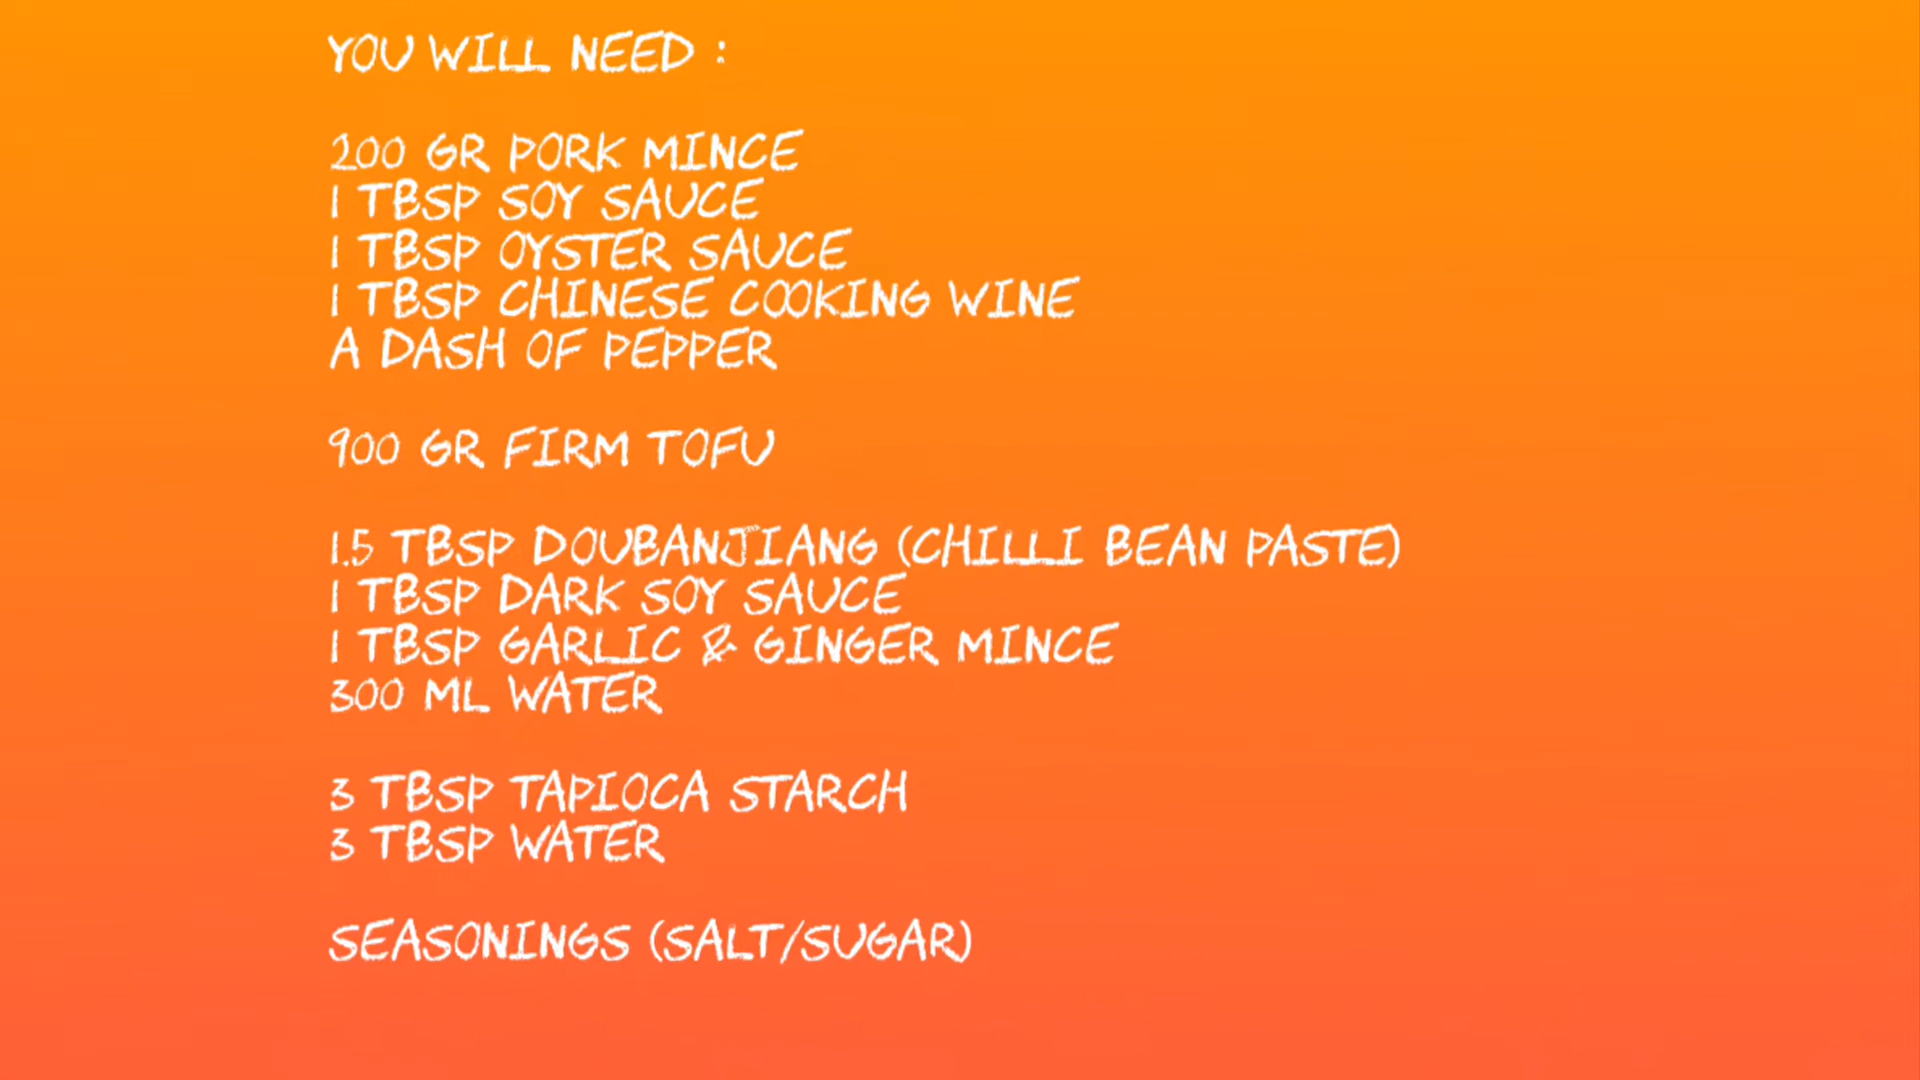 YOU WILL NEED :
200 GR PORK MINCE
1 TBSP SOY SAUCE
1 TBSP OYSTER SAUCE
1 TBSP CHINESE COOKING WINE
A DASH OF PEPPER
900 GR FIRM TOFU
1.5 TBSP DOUBANJIANG (CHILLI BEAN PASTE)
1 TBSP DARK SOY SAUCE
1 TBSP GARLIC & GINGER MINCE
300 ML WATER
3 TBSP TAPIOCA STARCH
3 TBSP WATER
SEASONINGS (SALT/SUGAR)